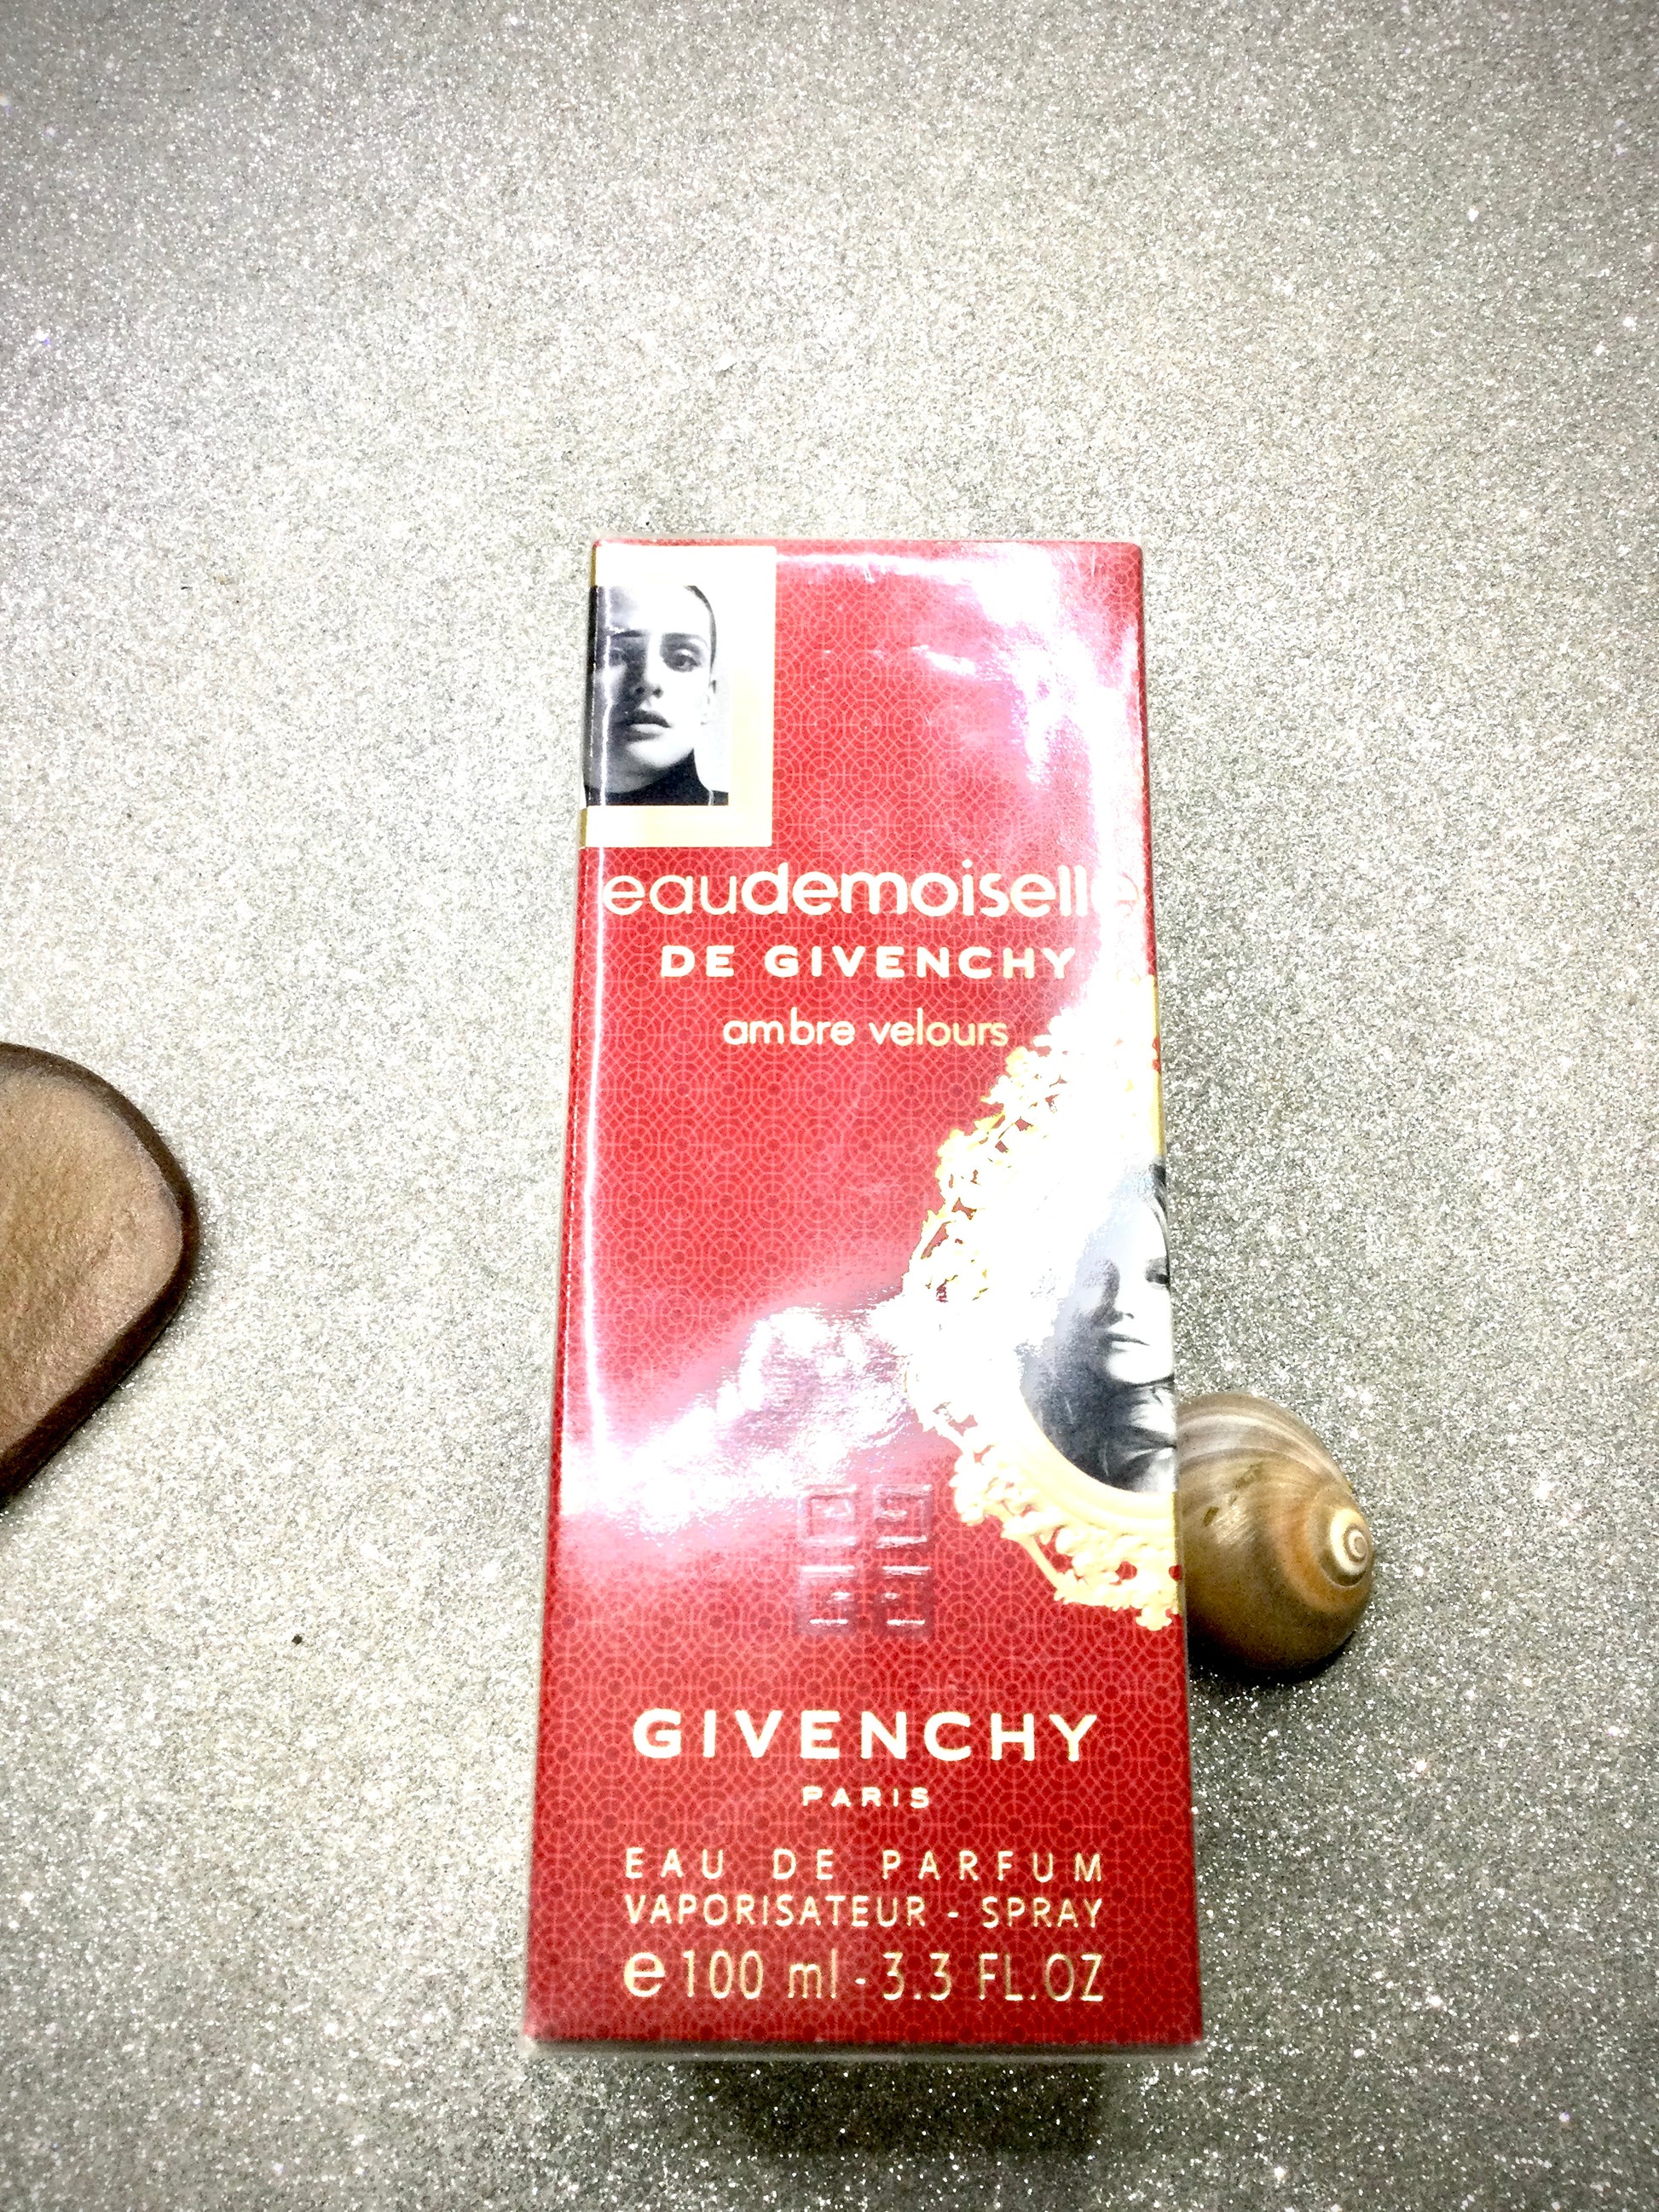 eaudemoiselle
DE GIVENCHY
ambre velours
GIVENCHY
PARIS
EAU DE PARFUM
VAPORISATEUR - SPRAY
e 100 ml - 3.3 FL.OZ